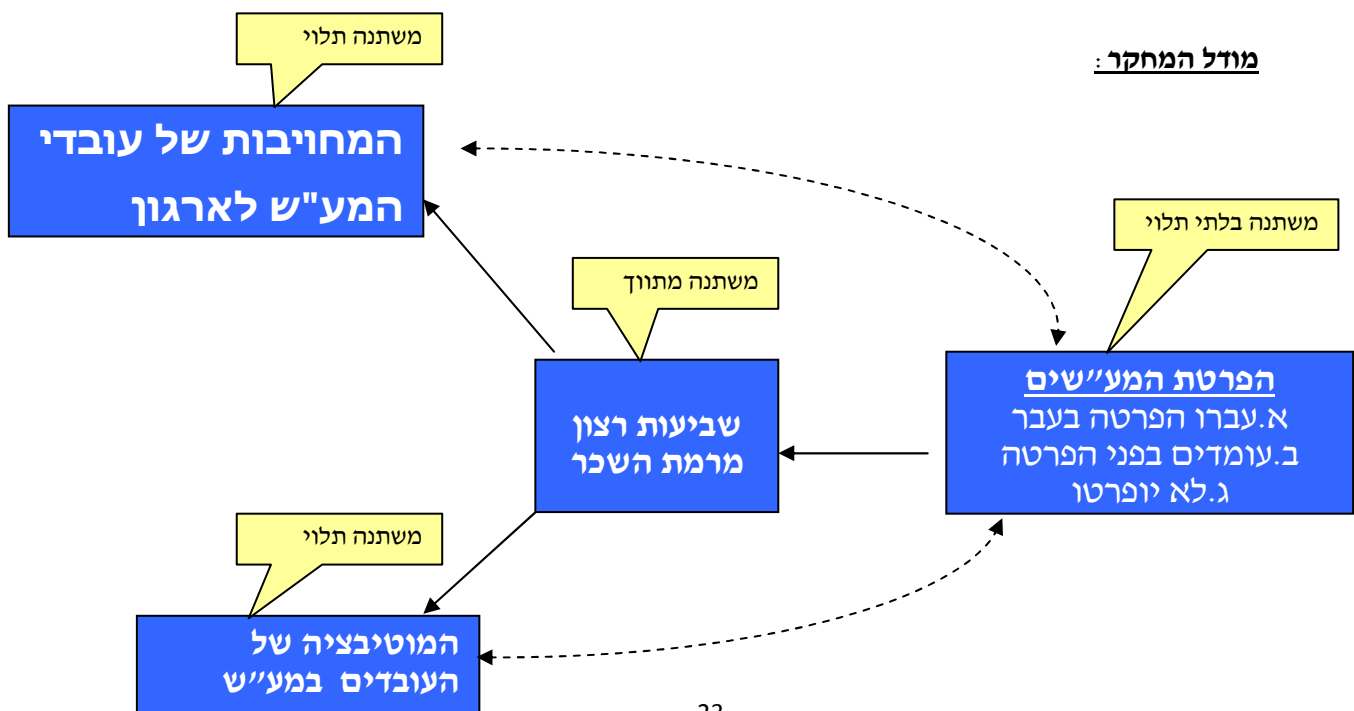 מודל המחקר :
משתנה תלוי
המחויבות של עובדי
המע"ש לארגון
משתנה בלתי תלוי
משתנה מתווך
הפרטת המע״שים
א.עברו הפרטה בעבר
ב.עומדים בפני הפרטה
ג.לא יופרטו
שביעות רצון
מרמת השכר
משתנה תלוי
המוטיבציה של
העובדים במע״ש